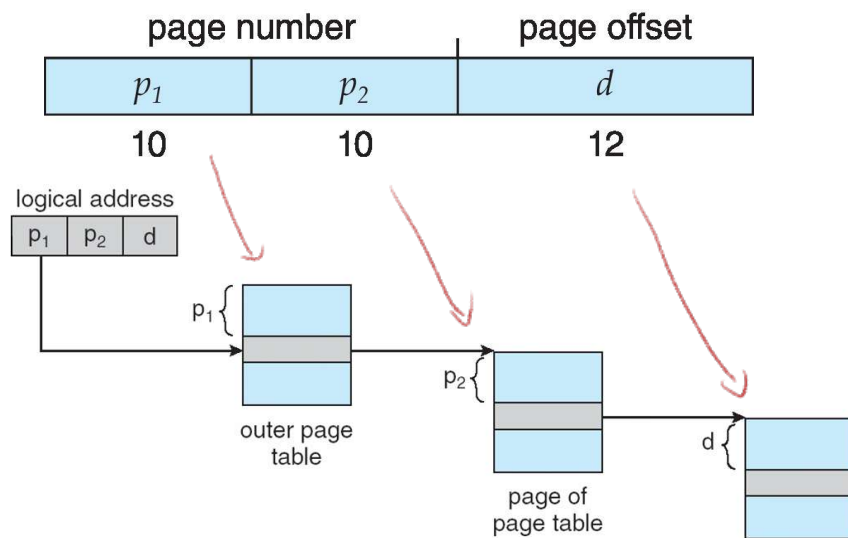 page number page offset
p1 p2 d
10 10 12
logical address
p1 p2 d
p1
p2
outer page
table
d
page of
page table